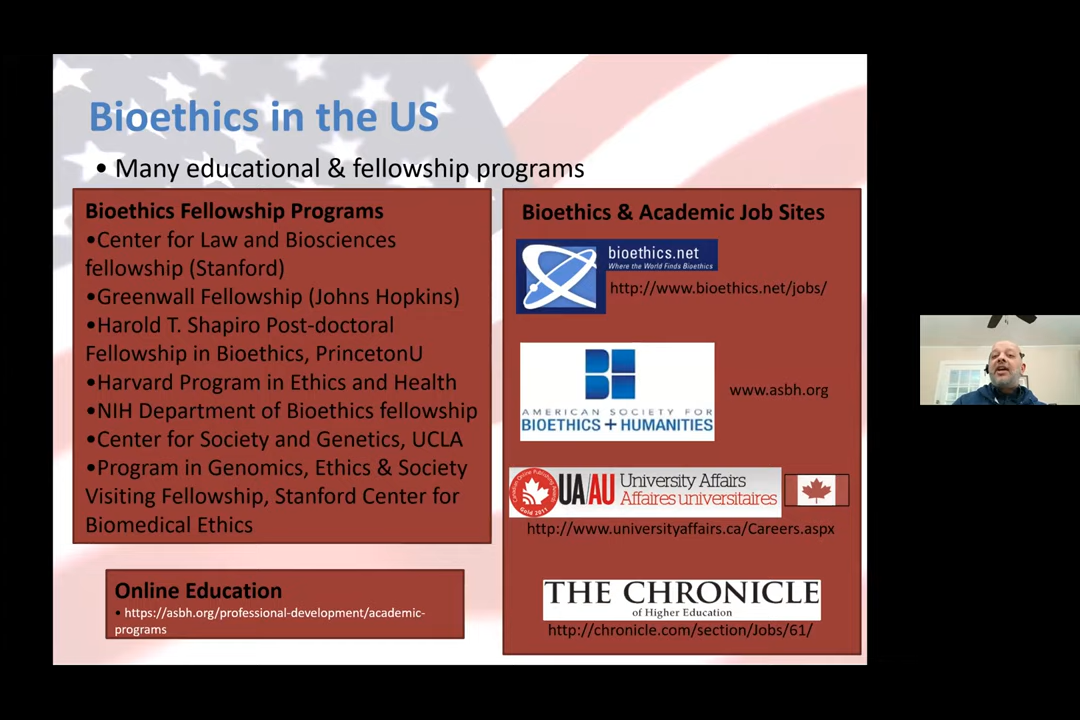 Bioethics in the US
• Many educational & fellowship programs
Bioethics Fellowship Programs
•Center for Law and Biosciences
fellowship (Stanford)
•Greenwall Fellowship (Johns Hopkins)
•Harold T. Shapiro Post-doctoral
Fellowship in Bioethics, PrincetonU
•Harvard Program in Ethics and Health
•NIH Department of Bioethics fellowship
•Center for Society and Genetics, UCLA
•Program in Genomics, Ethics & Society
Visiting Fellowship, Stanford Center for
Biomedical Ethics
Online Education
• https://asbh.org/professional-development/academic-
programs
Bioethics & Academic Job Sites
bioethics.net
Where the World Finds Bioethics
http://www.bioethics.net/jobs/
AMERICAN SOCIETY FOR
BIOETHICS + HUMANITIES
www.asbh.org
Gold 2011
UA/AU
University Affairs
Affaires universitaires
http://www.universityaffairs.ca/Careers.aspx
THE CHRONICLE
of Higher Education
http://chronicle.com/section/Jobs/61/